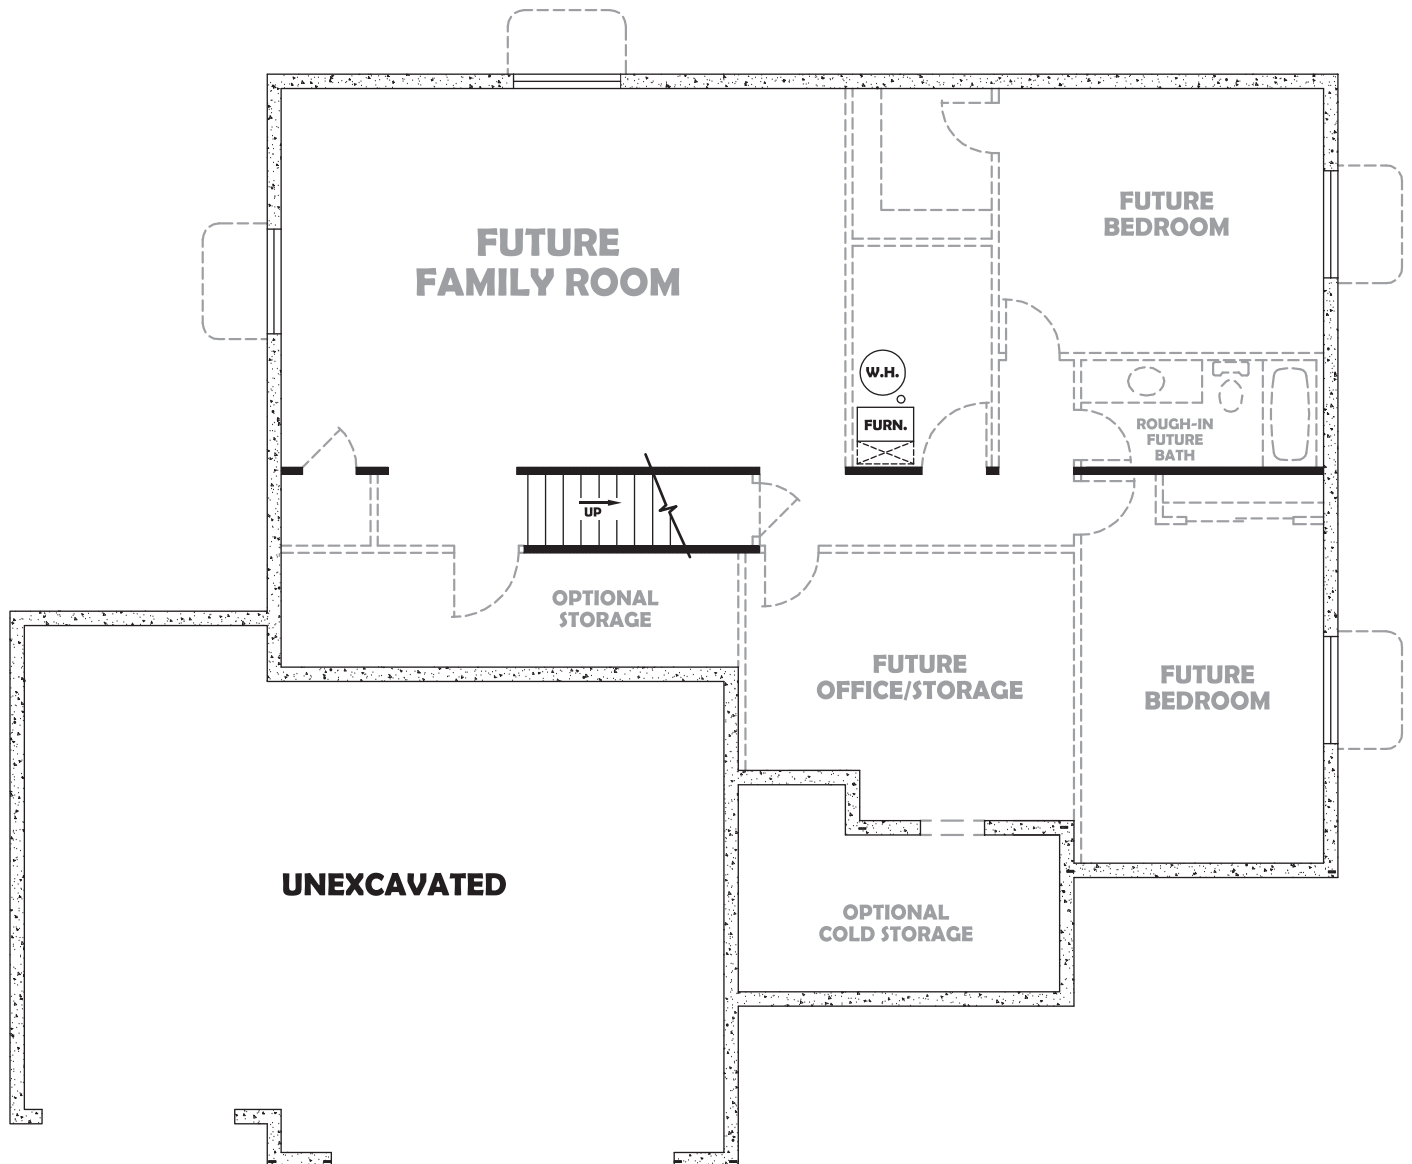 FUTURE
BEDROOM
FUTURE
FAMILY ROOM
W.H.
FURN.
ROUGH-IN
FUTURE
BATH
UP
OPTIONAL
STORAGE
FUTURE
OFFICE/STORAGE
FUTURE
BEDROOM
UNEXCAVATED
OPTIONAL
COLD STORAGE